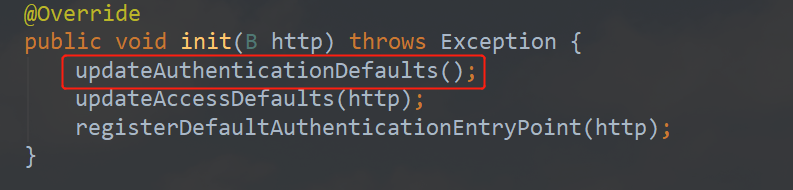 @Override
public void init(B http) throws Exception {
updateAuthenticationDefaults();
updateAccessDefaults(http);
registerDefaultAuthenticationEntryPoint(http);
}